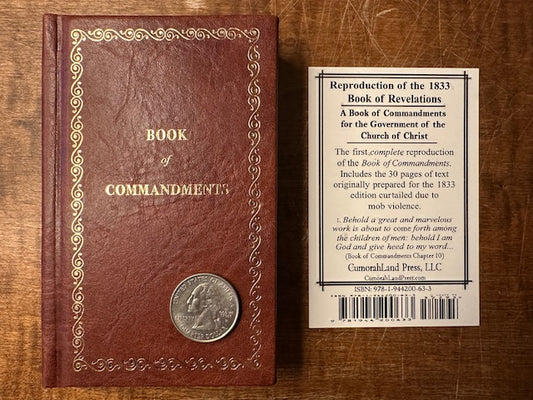 BOOK
of
COMMANDMENTS
Reproduction of the 1833
Book of Revelations
A Book of Commandments
for the Government of the
Church of Christ
The first complete reproduction
of the Book of Commandments.
Includes the 30 pages of text
originally prepared for the 1833
edition curtailed due to
mob violence.
1. Behold a great and marvelous
work is about to come forth among
the children of men: behold I am
God and give heed to my word...
(Book of Commandments Chapter 10)
CumorahLand Press, LLC
CumorahLandPress.com
ISBN: 978-1-944200-63-3